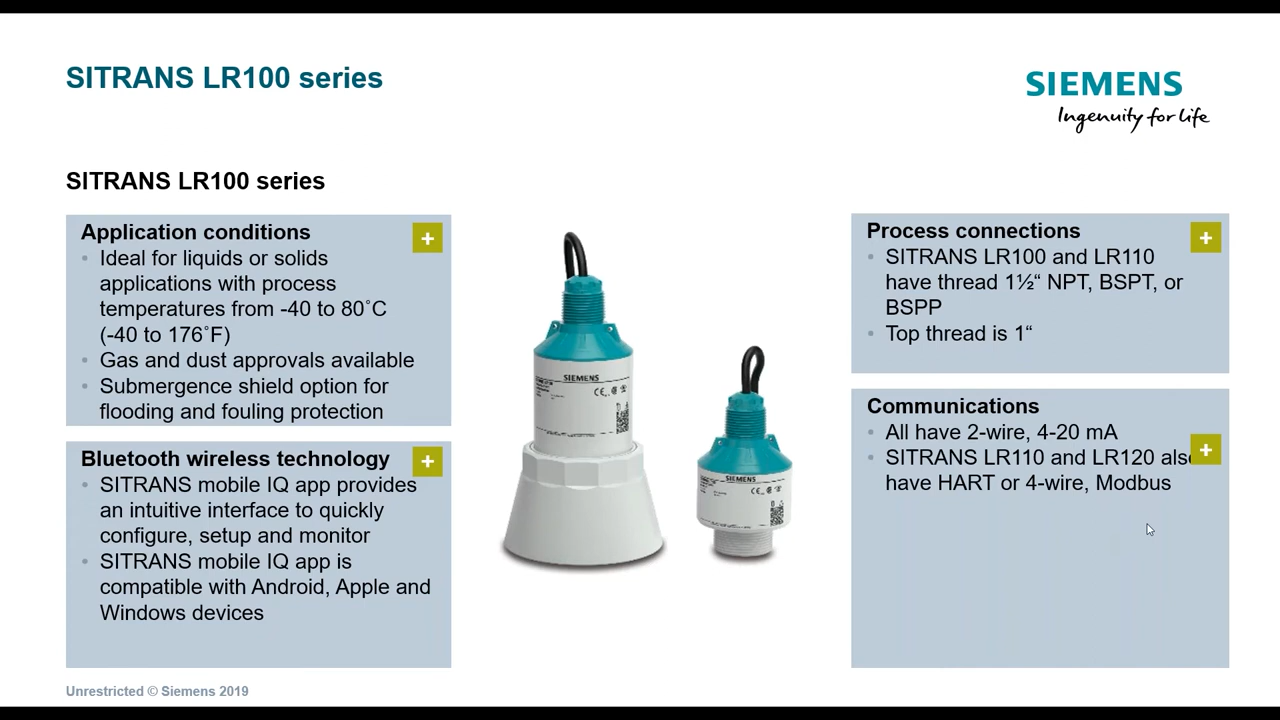 SITRANS LR100 series
SIEMENS
Ingenuity for life
SITRANS LR100 series
Application conditions
+
• Ideal for liquids or solids
applications with process
temperatures from -40 to 80˚C
(-40 to 176˚F)
• Gas and dust approvals available
• Submergence shield option for
flooding and fouling protection
Bluetooth wireless technology
+
• SITRANS mobile IQ app provides
an intuitive interface to quickly
configure, setup and monitor
• SITRANS mobile IQ app is
compatible with Android, Apple and
Windows devices
SIEMENS
SIEMENS
Process connections
+
• SITRANS LR100 and LR110
have thread 1½“ NPT, BSPT, or
BSPP
• Top thread is 1“
Communications
+
• All have 2-wire, 4-20 mA
• SITRANS LR110 and LR120 also
have HART or 4-wire, Modbus
Unrestricted © Siemens 2019